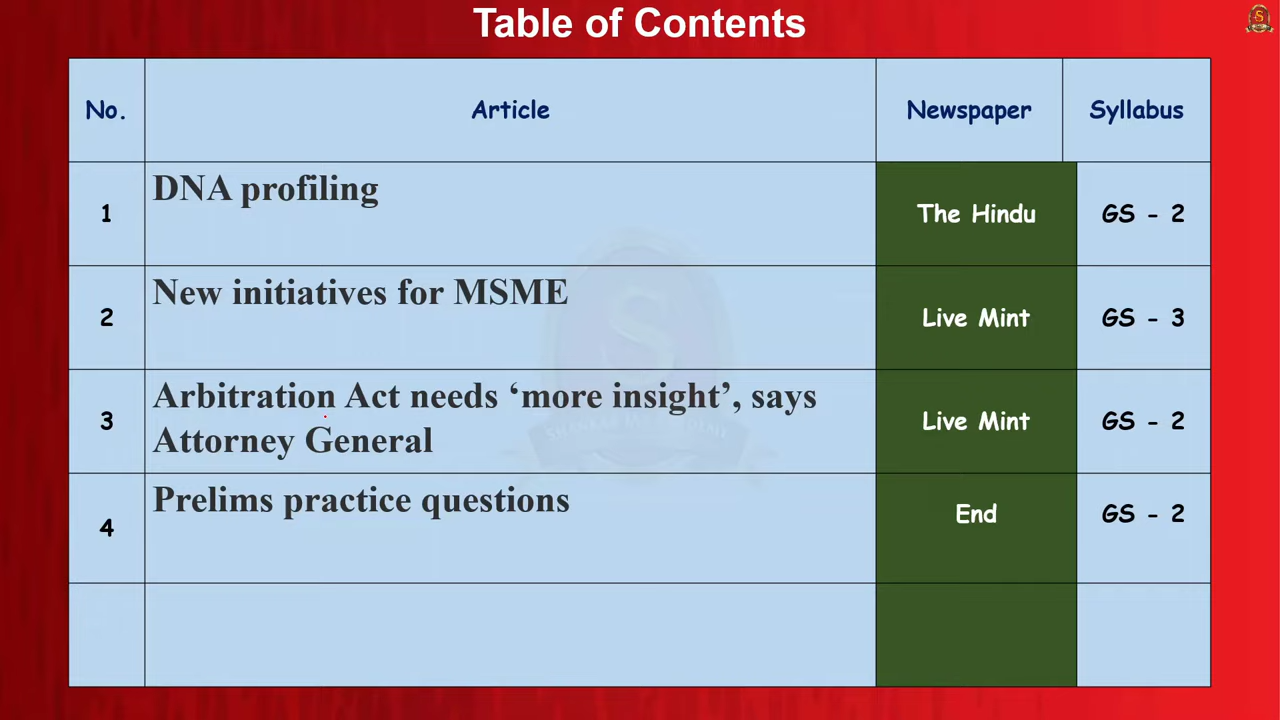 Table of Contents
No. Article Newspaper Syllabus
1 DNA profiling The Hindu GS - 2
2 New initiatives for MSME Live Mint GS - 3
3 Arbitration Act needs ‘more insight’, says
Attorney General Live Mint GS - 2
4 Prelims practice questions End GS - 2